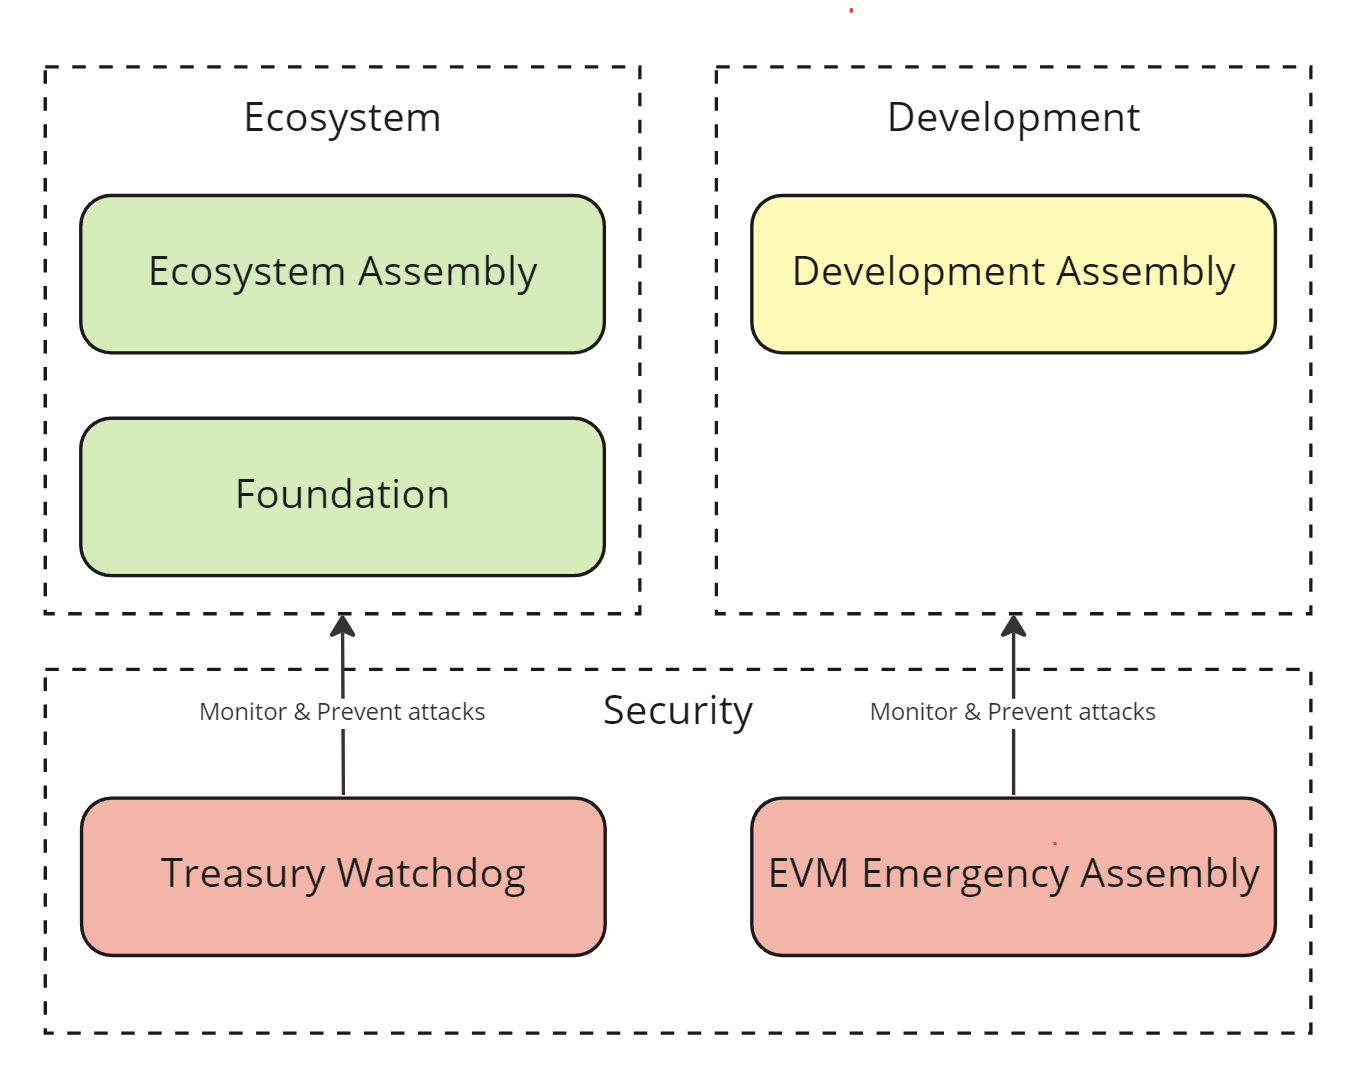 Ecosystem
Ecosystem Assembly
Foundation
Development
Development Assembly
Security
Monitor & Prevent attacks
Monitor & Prevent attacks
Treasury Watchdog
EVM Emergency Assembly